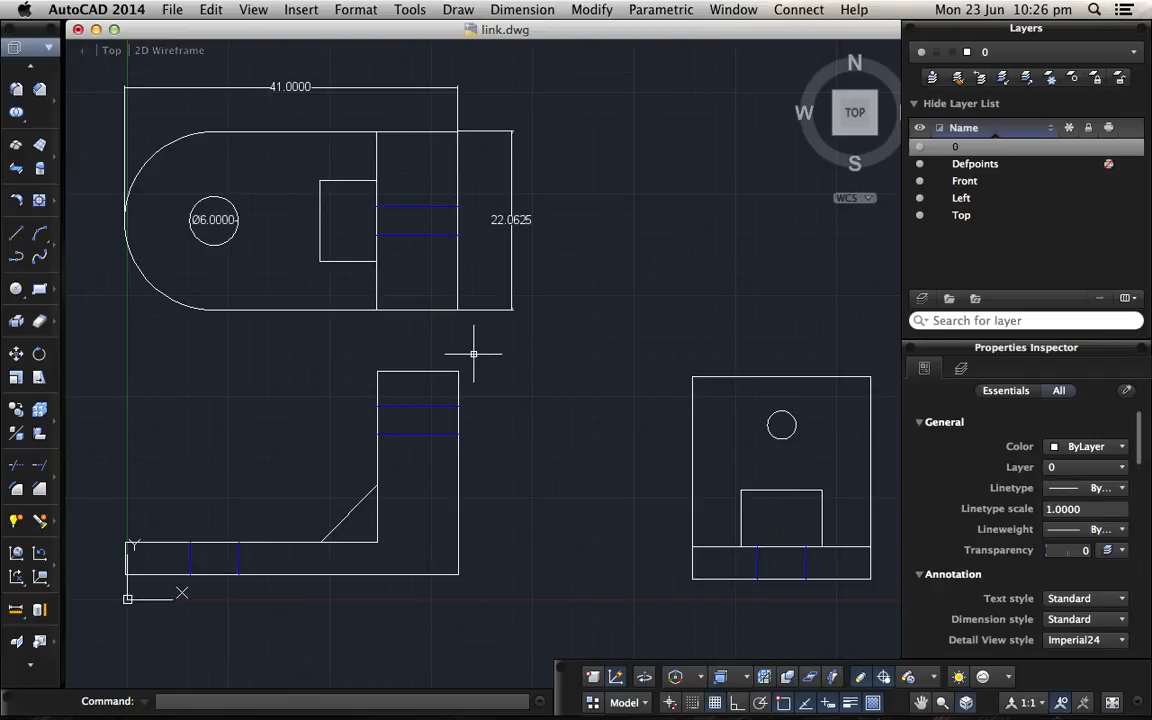 AutoCAD 2014 File Edit View Insert Format Tools Draw Dimension Modify Parametric Window Connect Help Mon 23 Jun 10:26 pm
link.dwg
Top 2D Wireframe
41.0000
Ø6.0000
22.0625
Y
X
N
W TOP
S
WCS
Layers
0
Hide Layer List
Name
0
Defpoints
Front
Left
Top
Search for layer
Properties Inspector
Essentials All
General
Color ByLayer
Layer 0
Linetype By...
Linetype scale 1.0000
Lineweight By...
Transparency 0
Annotation
Text style Standard
Dimension style Standard
Detail View style Imperial24
Command:
Model
1:1